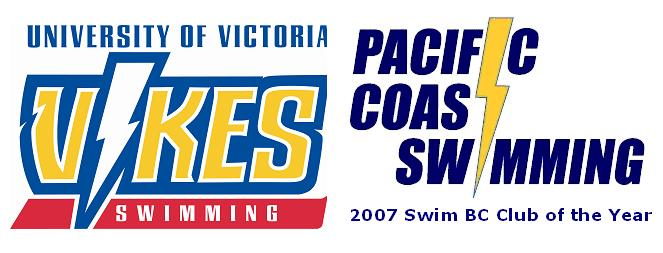 UNIVERSITY OF VICTORIA
VIKES
SWIMMING
PACIFIC
COAST
SWIMMING
2007 Swim BC Club of the Year